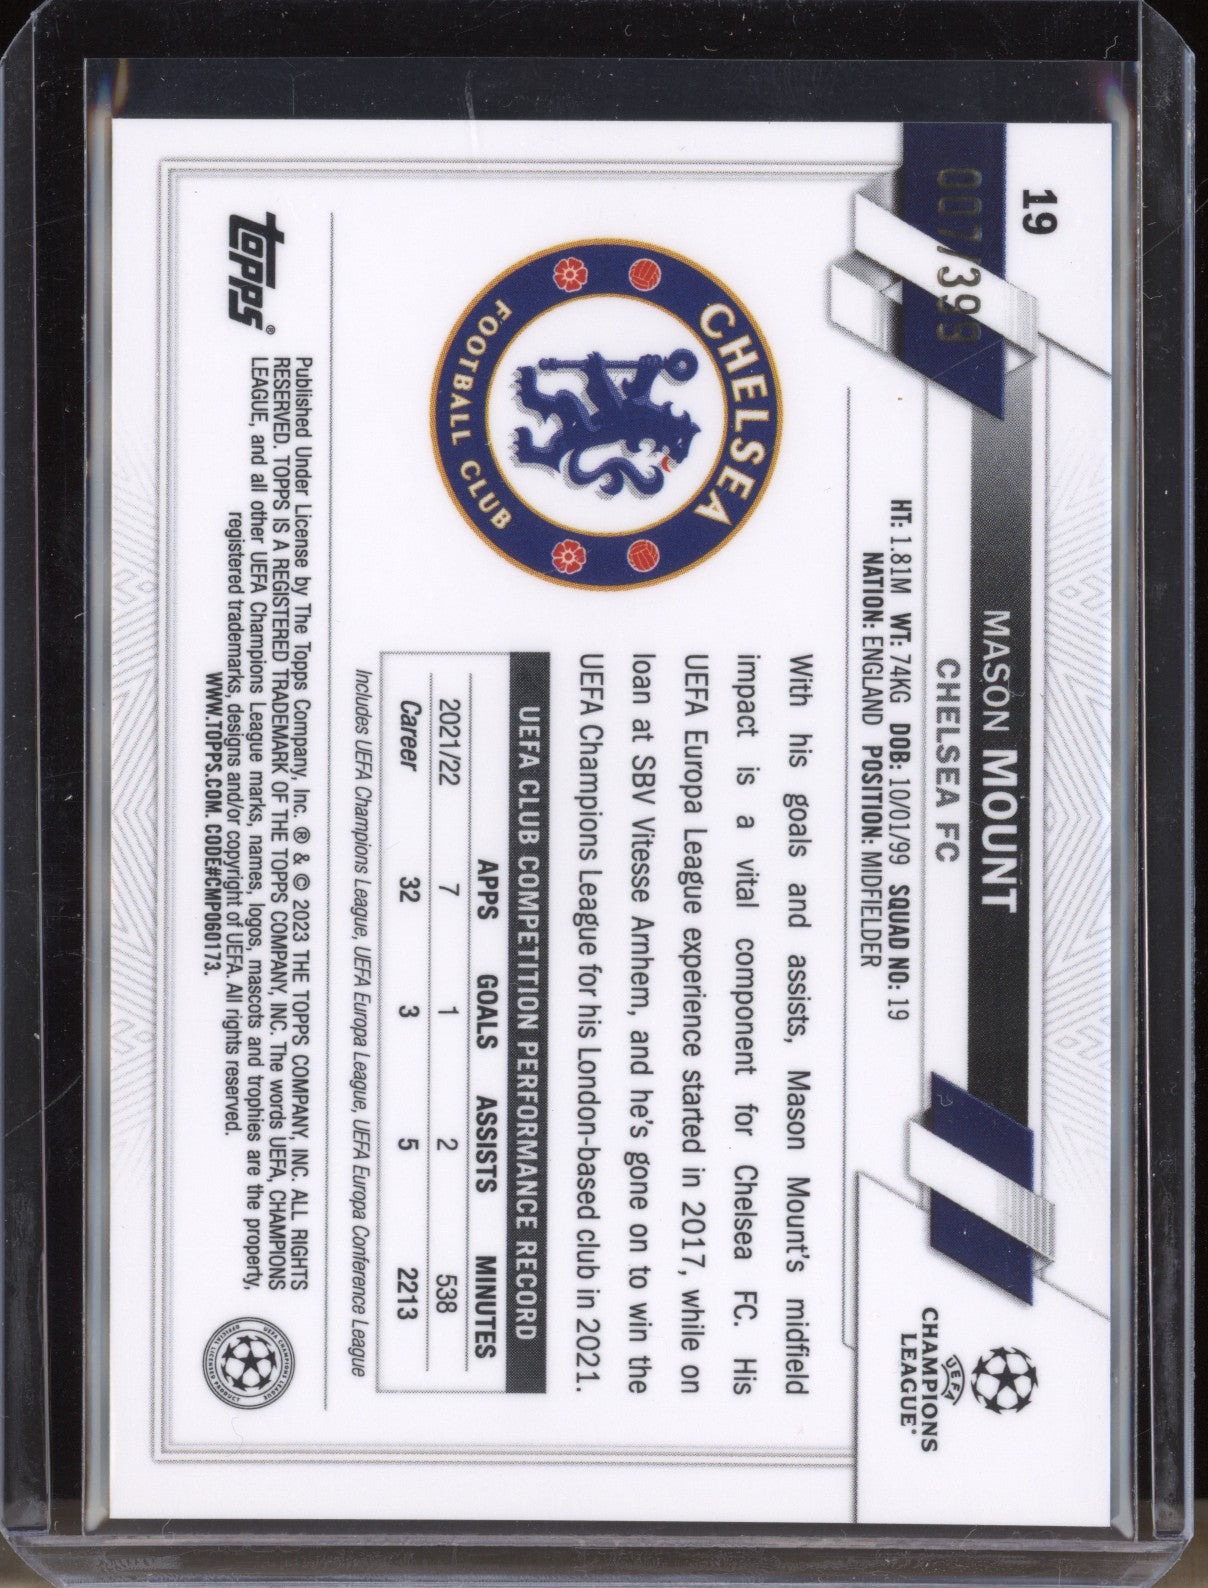 19
007/399
MASON MOUNT
CHELSEA FC
HT: 1.81M WT: 74KG DOB: 10/01/99 SQUAD NO: 19
NATION: ENGLAND POSITION: MIDFIELDER
UEFA
CHAMPIONS
LEAGUE®
CHELSEA
FOOTBALL CLUB
With his goals and assists, Mason Mount's midfield
impact is a vital component for Chelsea FC. His
UEFA Europa League experience started in 2017, while on
loan at SBV Vitesse Arnhem, and he's gone on to win the
UEFA Champions League for his London-based club in 2021.
UEFA CLUB COMPETITION PERFORMANCE RECORD
APPS GOALS ASSISTS MINUTES
2021/22 7 1 2 538
Career 32 3 5 2213
Includes UEFA Champions League, UEFA Europa League, UEFA Europa Conference League
topps®
Published Under License by The Topps Company, Inc. ® & © 2023 THE TOPPS COMPANY, INC. ALL RIGHTS
RESERVED. TOPPS IS A REGISTERED TRADEMARK OF THE TOPPS COMPANY, INC. The words UEFA, CHAMPIONS
LEAGUE, and all other UEFA Champions League marks, names, logos, mascots and trophies are the property,
registered trademarks, designs and/or copyright of UEFA. All rights reserved.
WWW.TOPPS.COM. CODE#CMP060173.
UEFA CHAMPIONS LEAGUE
OFFICIAL LICENSED PRODUCT